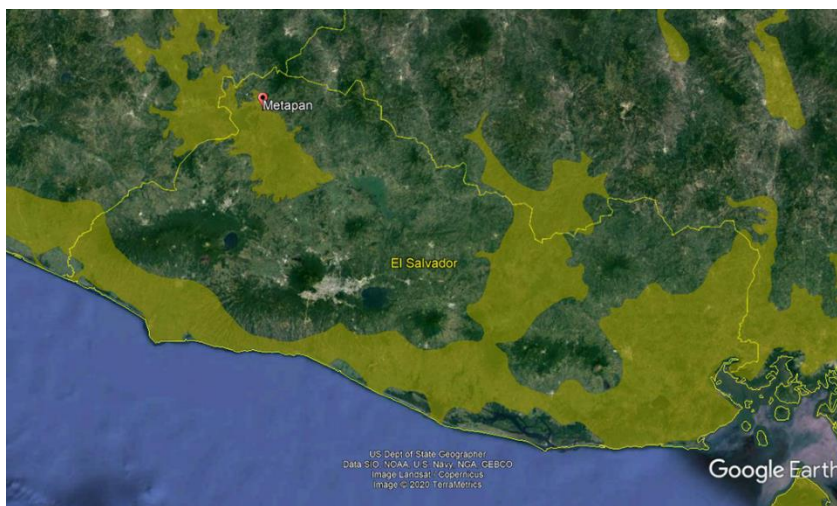 Metapan
El Salvador
US Dept of State Geographer
Data SIO, NOAA, U.S. Navy, NGA, GEBCO
Image Landsat / Copernicus
Image © 2020 TerraMetrics
Google Earth